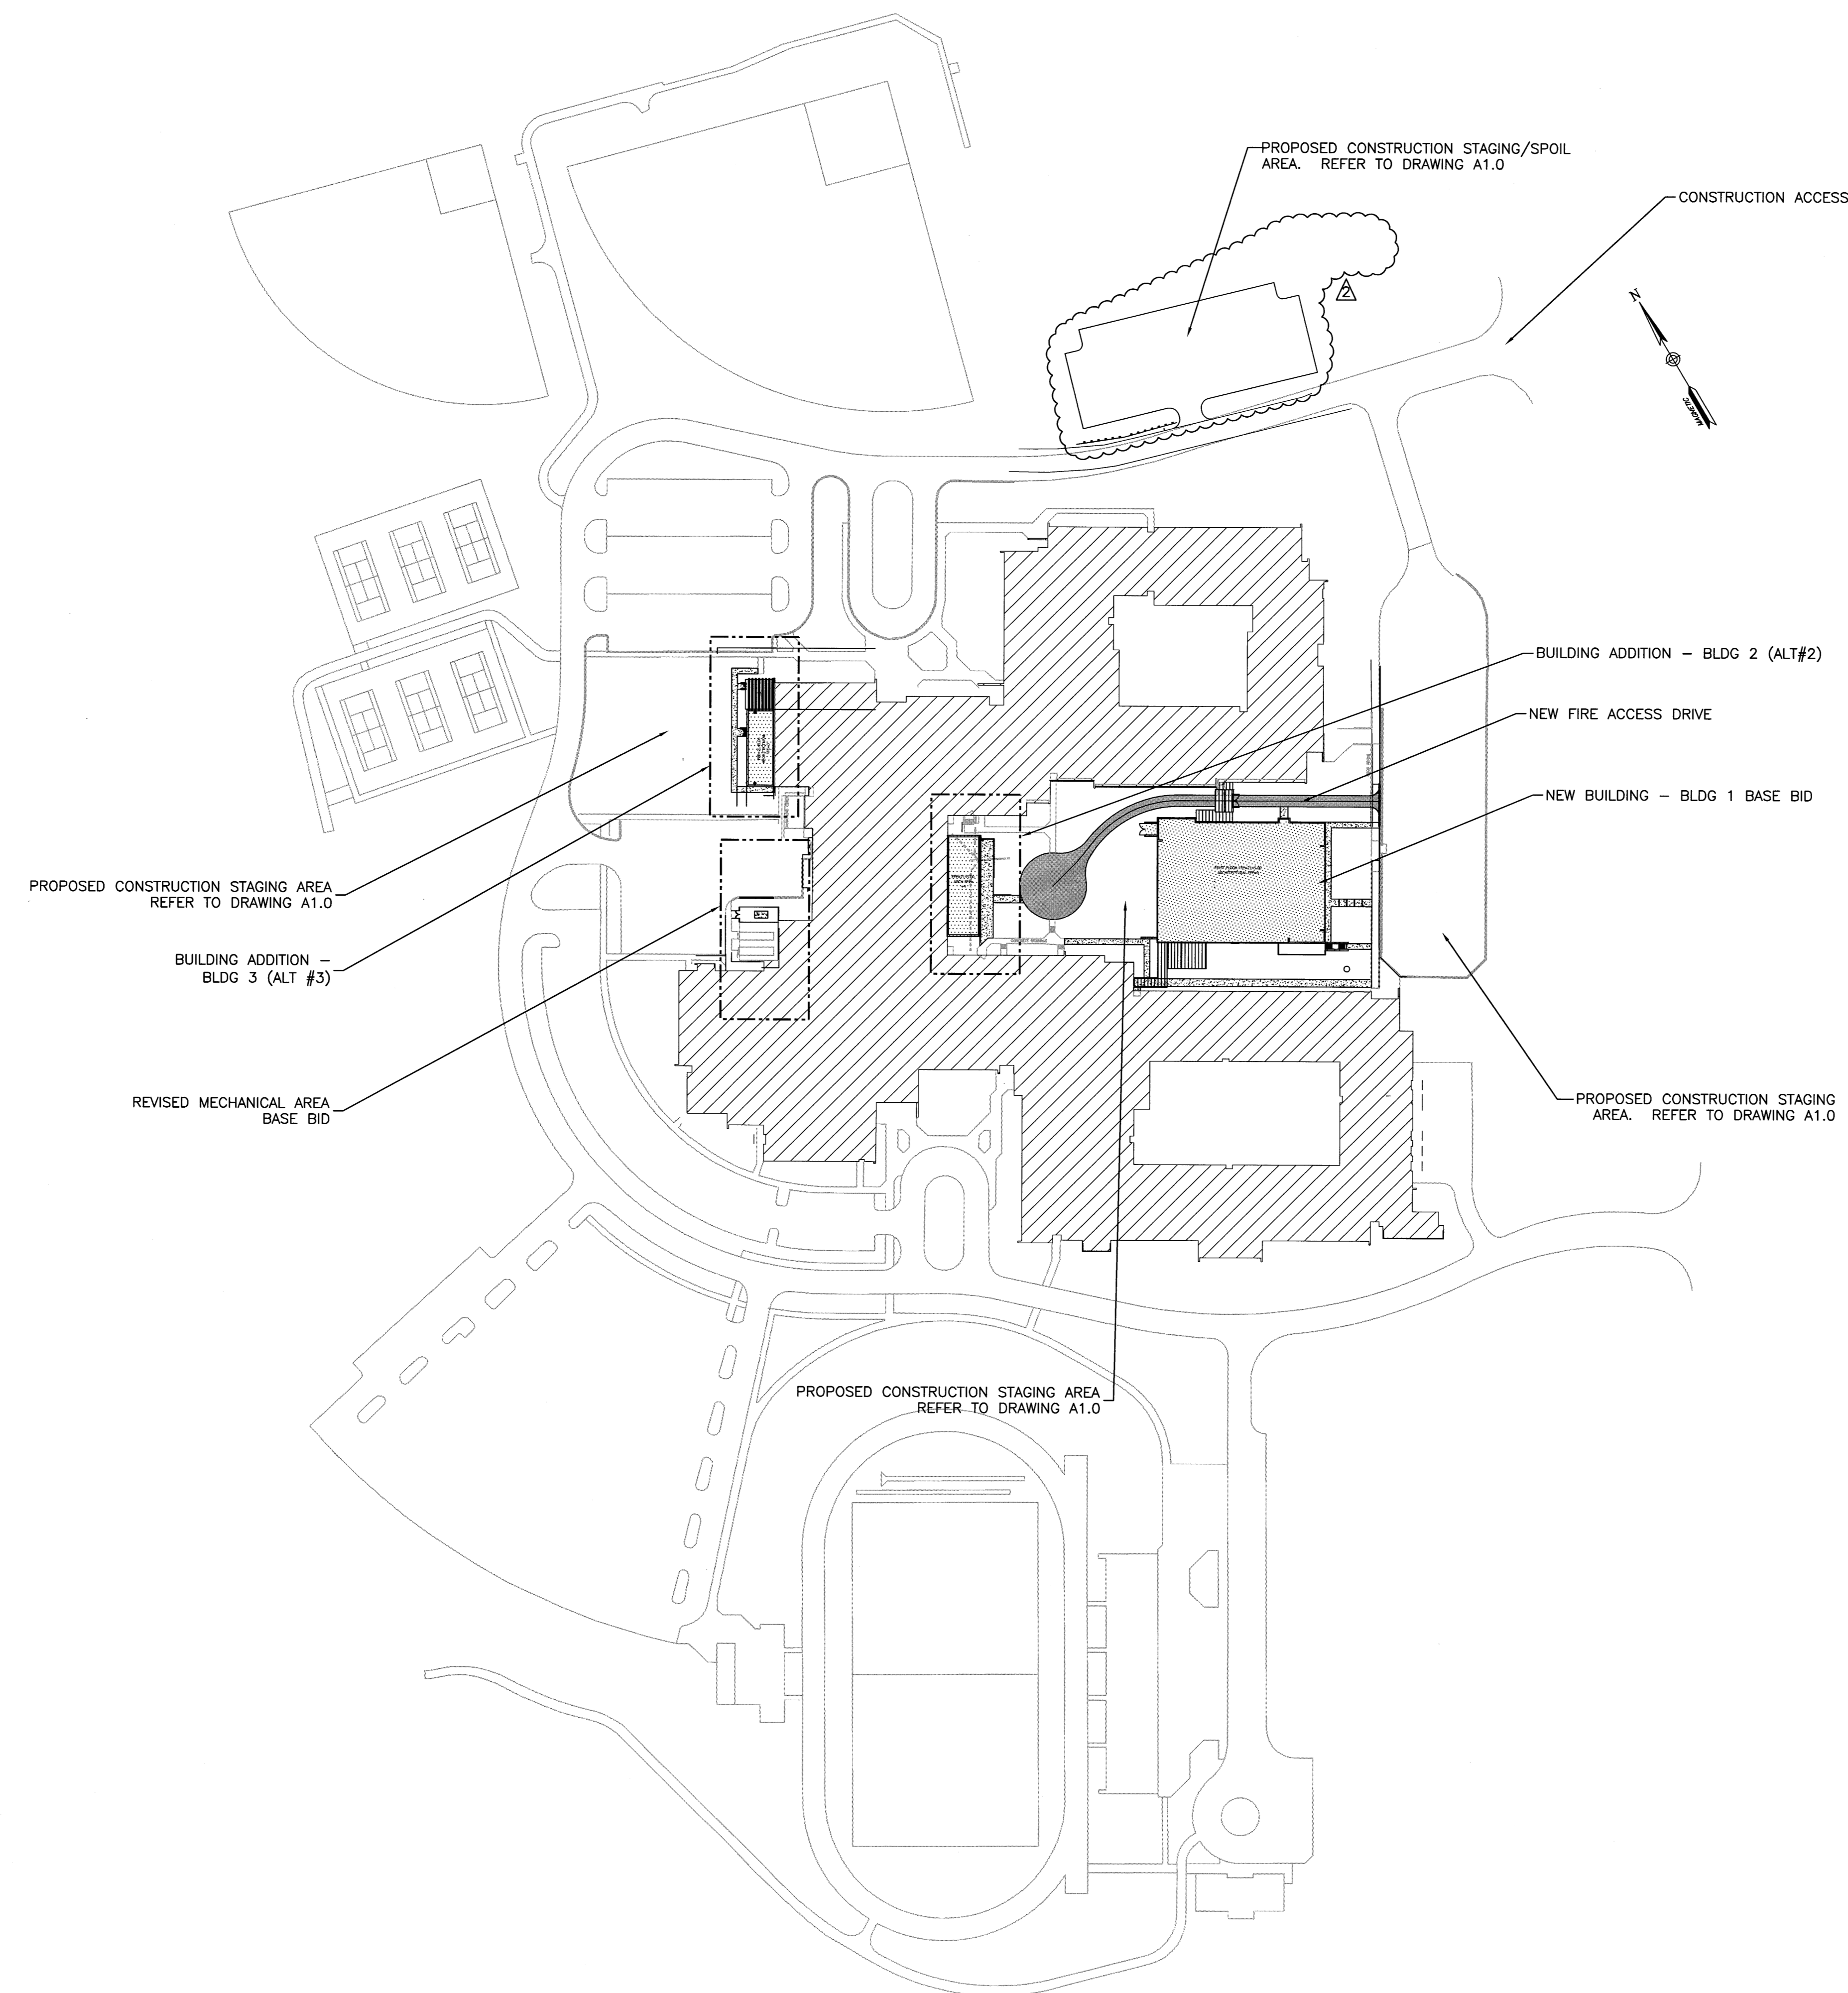 PROPOSED CONSTRUCTION STAGING/SPOIL
AREA. REFER TO DRAWING A1.0
CONSTRUCTION ACCESS
2
N
MAGNETIC
BUILDING ADDITION – BLDG 2 (ALT#2)
NEW FIRE ACCESS DRIVE
NEW BUILDING – BLDG 1 BASE BID
PROPOSED CONSTRUCTION STAGING AREA
REFER TO DRAWING A1.0
BUILDING ADDITION –
BLDG 3 (ALT #3)
REVISED MECHANICAL AREA
BASE BID
PROPOSED CONSTRUCTION STAGING
AREA. REFER TO DRAWING A1.0
PROPOSED CONSTRUCTION STAGING AREA
REFER TO DRAWING A1.0